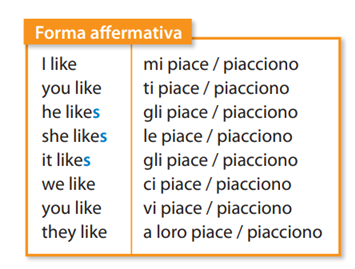 Forma affermativa
I like mi piace / piacciono
you like ti piace / piacciono
he likes gli piace / piacciono
she likes le piace / piacciono
it likes gli piace / piacciono
we like ci piace / piacciono
you like vi piace / piacciono
they like a loro piace / piacciono